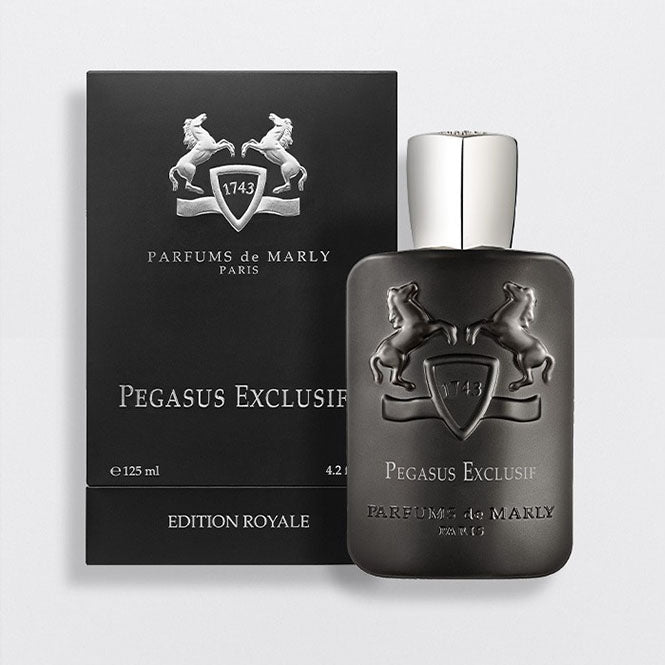 1743
PARFUMS de MARLY
PARIS
PEGASUS EXCLUSIF
℮125 ml
4.2 f
EDITION ROYALE
1743
PEGASUS EXCLUSIF
PARFUMS de MARLY
PARIS